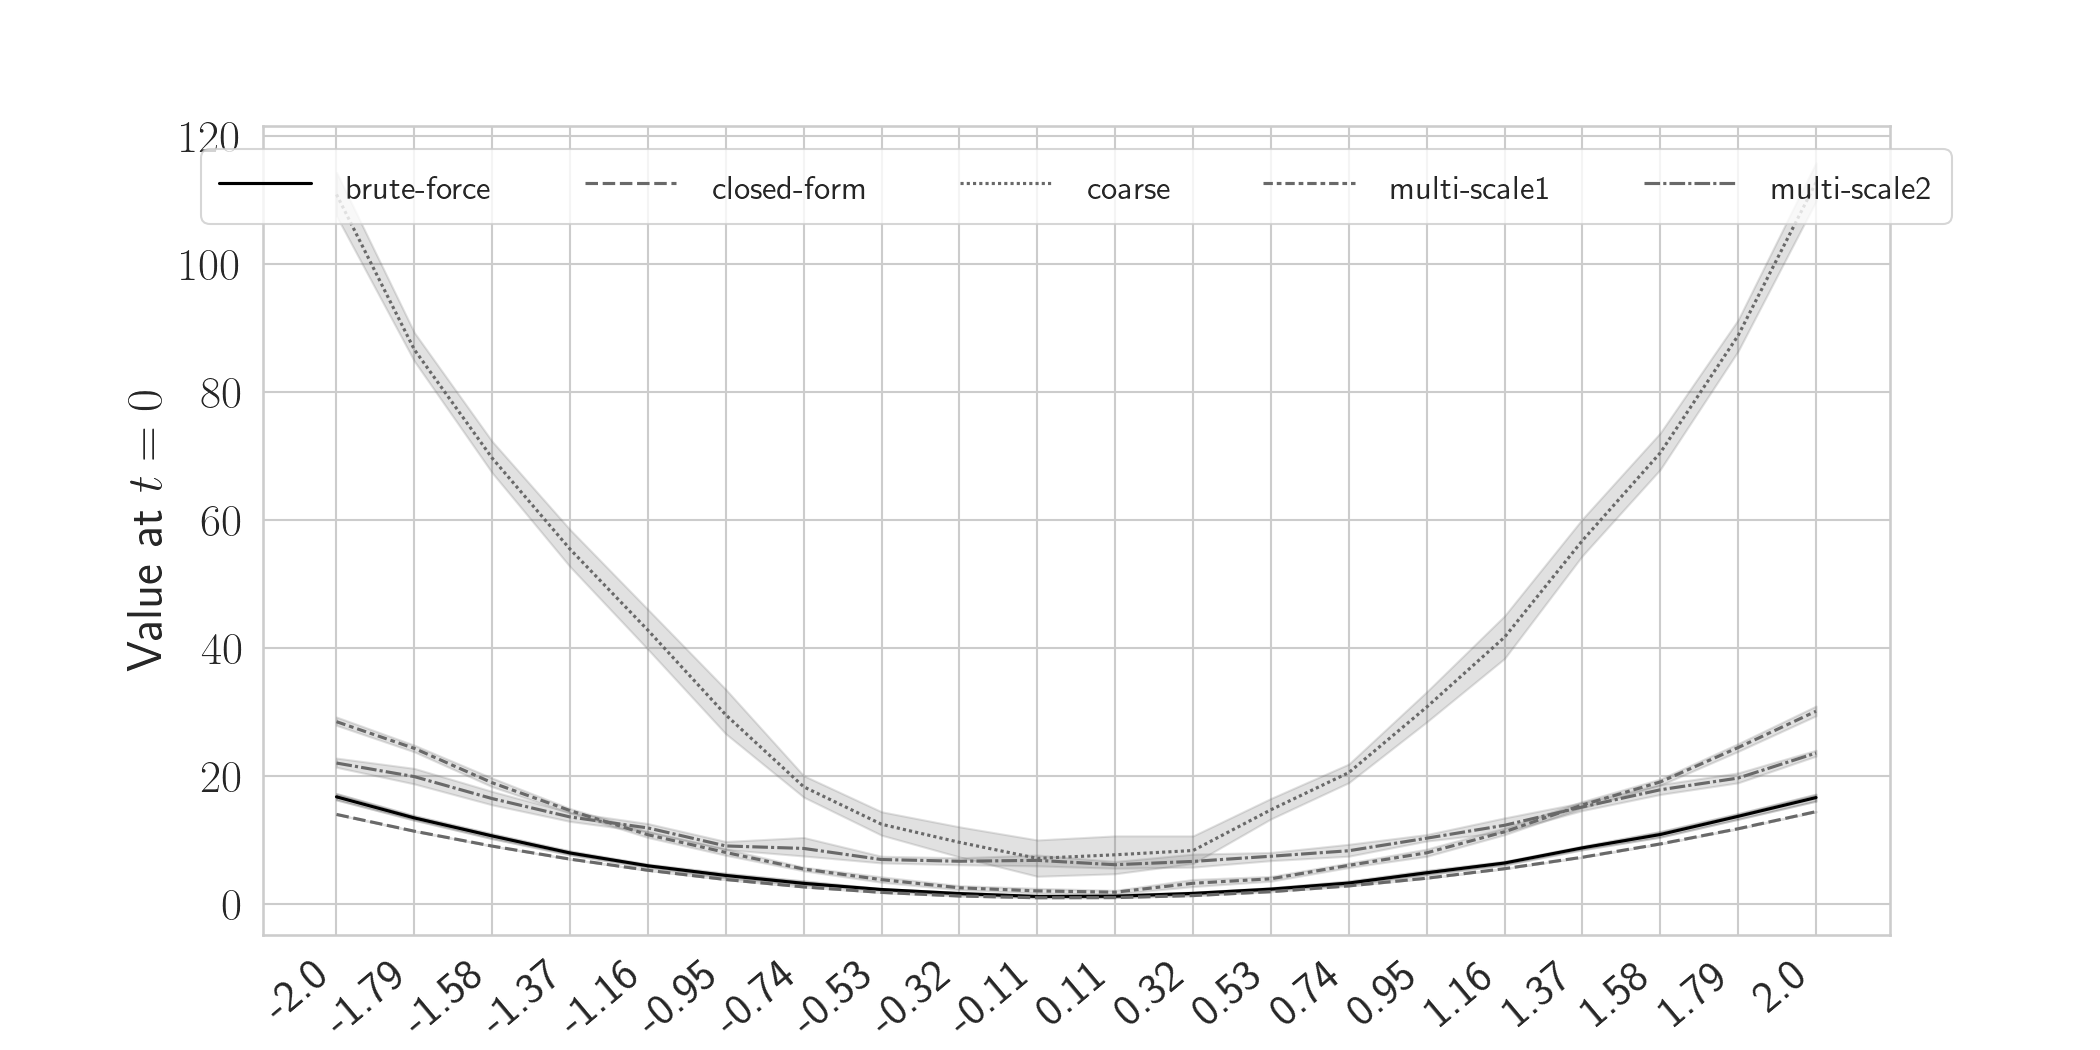 120
brute-force closed-form coarse multi-scale1 multi-scale2
100
80
60
40
20
0
Value at t = 0
-2.0 -1.79 -1.58 -1.37 -1.16 -0.95 -0.74 -0.53 -0.32 -0.11 0.11 0.32 0.53 0.74 0.95 1.16 1.37 1.58 1.79 2.0